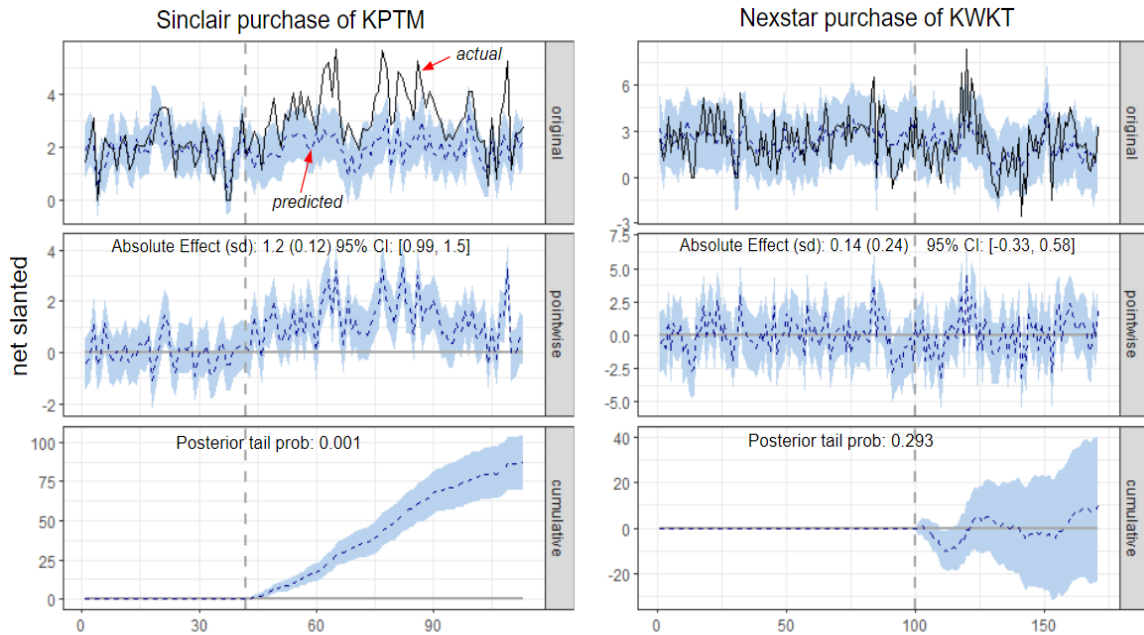 Sinclair purchase of KPTM
Nexstar purchase of KWKT
net slanted
4
2
0
actual
predicted
original
6
3
0
-3
original
4
2
0
-2
Absolute Effect (sd): 1.2 (0.12) 95% CI: [0.99, 1.5]
pointwise
7.5
5.0
2.5
0.0
-2.5
-5.0
Absolute Effect (sd): 0.14 (0.24) 95% CI: [-0.33, 0.58]
pointwise
100
75
50
25
0
Posterior tail prob: 0.001
cumulative
40
20
0
-20
Posterior tail prob: 0.293
cumulative
0 30 60 90
0 50 100 150